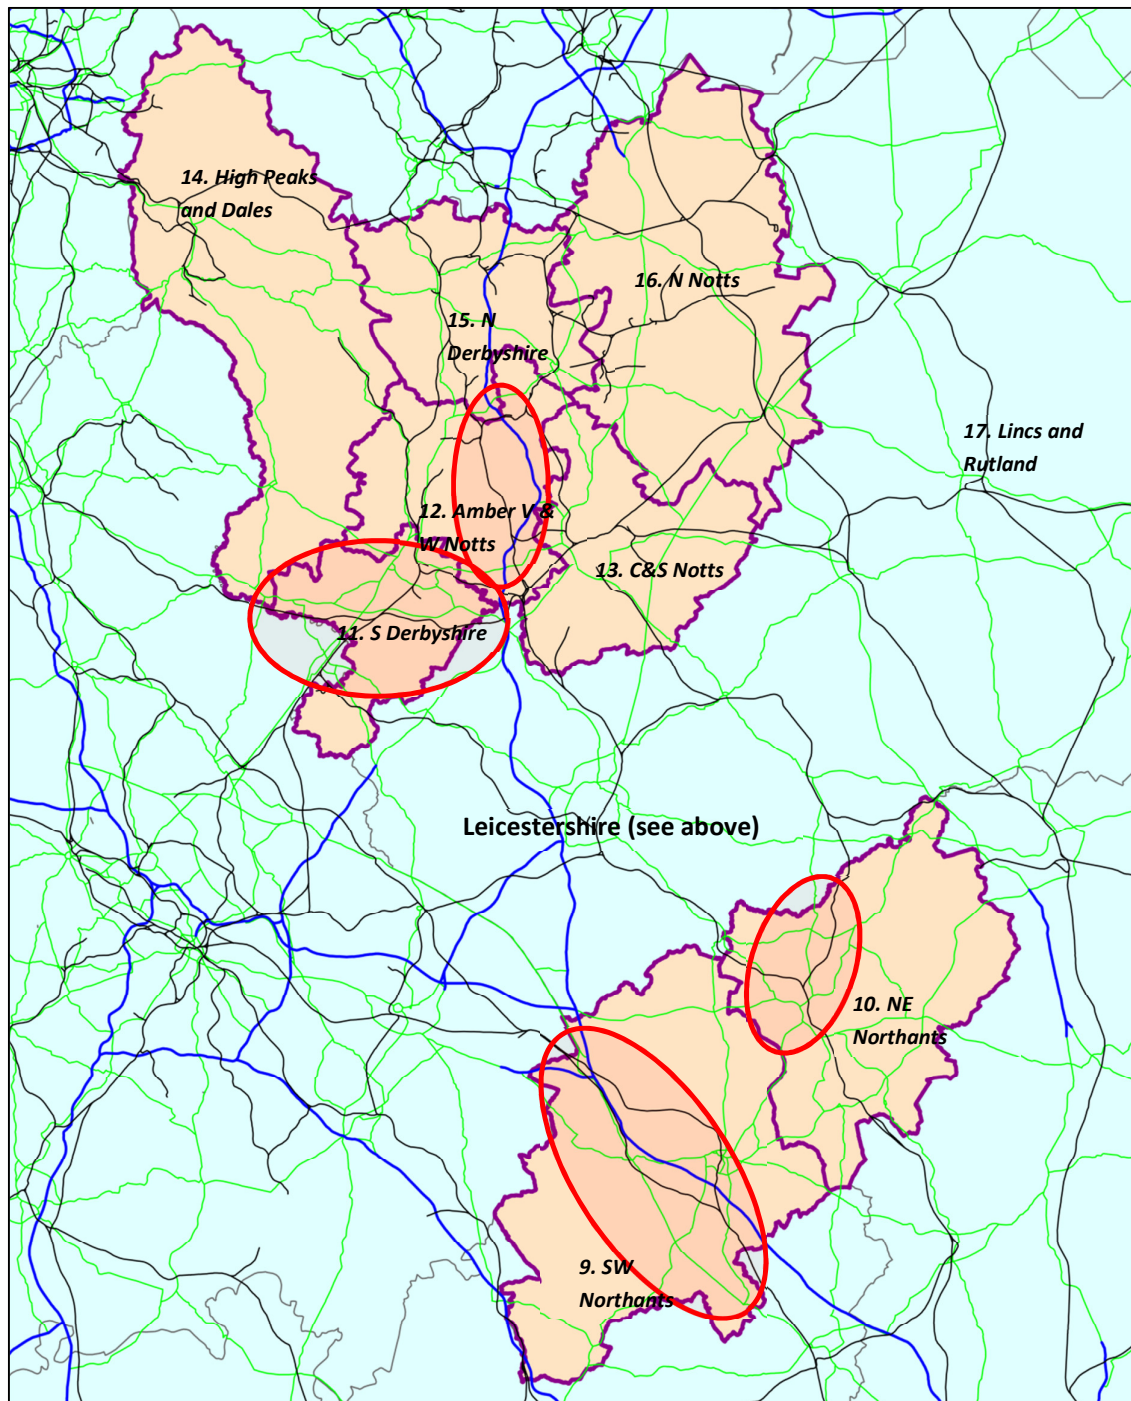 14. High Peaks
and Dales
16. N Notts
15. N
Derbyshire
17. Lincs and
Rutland
12. Amber V &
W Notts
13. C&S Notts
11. S Derbyshire
Leicestershire (see above)
10. NE
Northants
9. SW
Northants